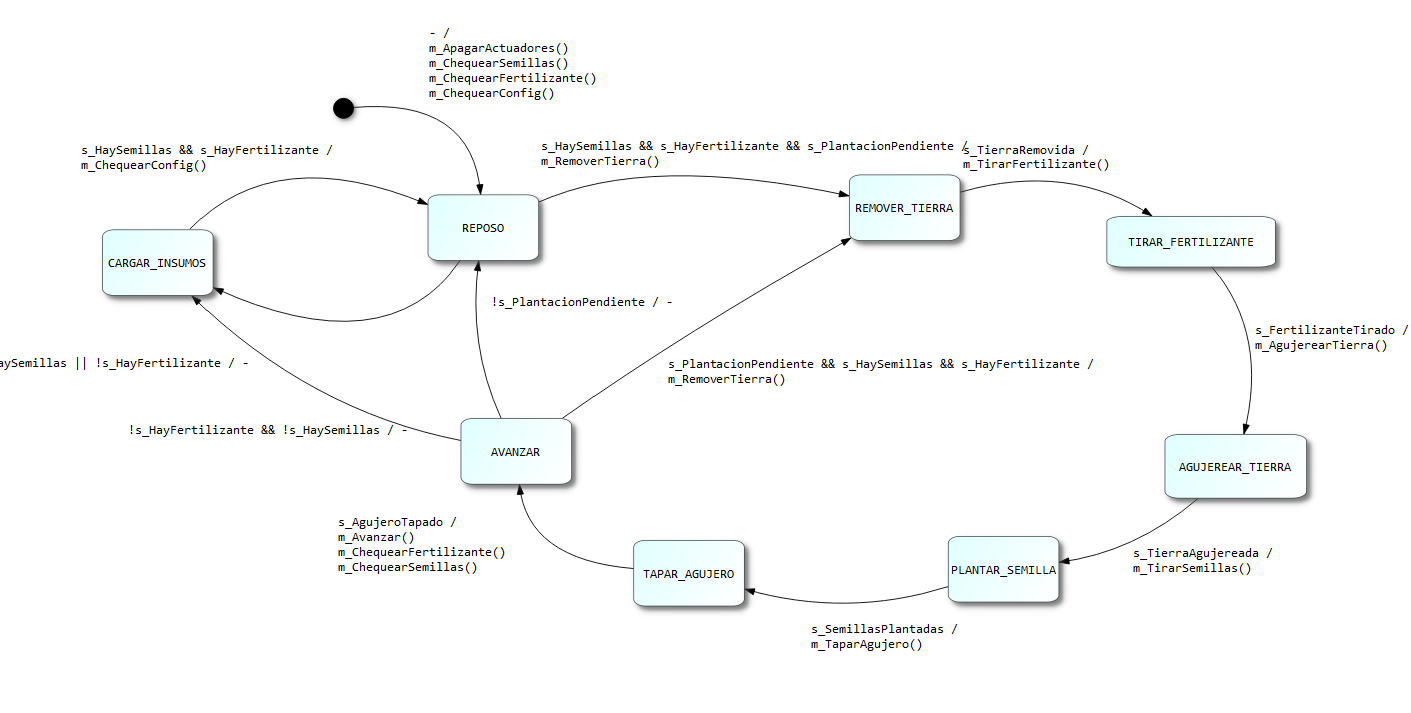 - /
m_ApagarActuadores()
m_ChequearSemillas()
m_ChequearFertilizante()
m_ChequearConfig()
s_HaySemillas && s_HayFertilizante /
m_ChequearConfig()
s_HaySemillas && s_HayFertilizante && s_PlantacionPendiente /
m_RemoverTierra()
s_TierraRemovida /
m_TirarFertilizante()
REPOSO
REMOVER_TIERRA
TIRAR_FERTILIZANTE
CARGAR_INSUMOS
!s_PlantacionPendiente / -
s_FertilizanteTirado /
m_AgujerearTierra()
aySemillas || !s_HayFertilizante / -
s_PlantacionPendiente && s_HaySemillas && s_HayFertilizante /
m_RemoverTierra()
!s_HayFertilizante && !s_HaySemillas / -
AVANZAR
AGUJEREAR_TIERRA
s_AgujeroTapado /
m_Avanzar()
m_ChequearFertilizante()
m_ChequearSemillas()
TAPAR_AGUJERO
PLANTAR_SEMILLA
s_TierraAgujereada /
m_TirarSemillas()
s_SemillasPlantadas /
m_TaparAgujero()